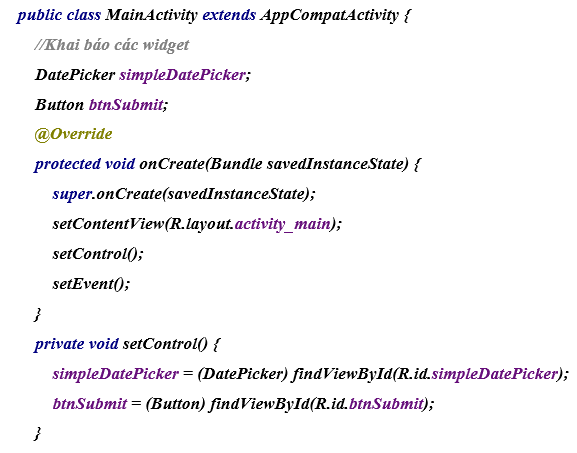 public class MainActivity extends AppCompatActivity {
//Khai báo các widget
DatePicker simpleDatePicker;
Button btnSubmit;
@Override
protected void onCreate(Bundle savedInstanceState) {
super.onCreate(savedInstanceState);
setContentView(R.layout.activity_main);
setControl();
setEvent();
}
private void setControl() {
simpleDatePicker = (DatePicker) findViewById(R.id.simpleDatePicker);
btnSubmit = (Button) findViewById(R.id.btnSubmit);
}